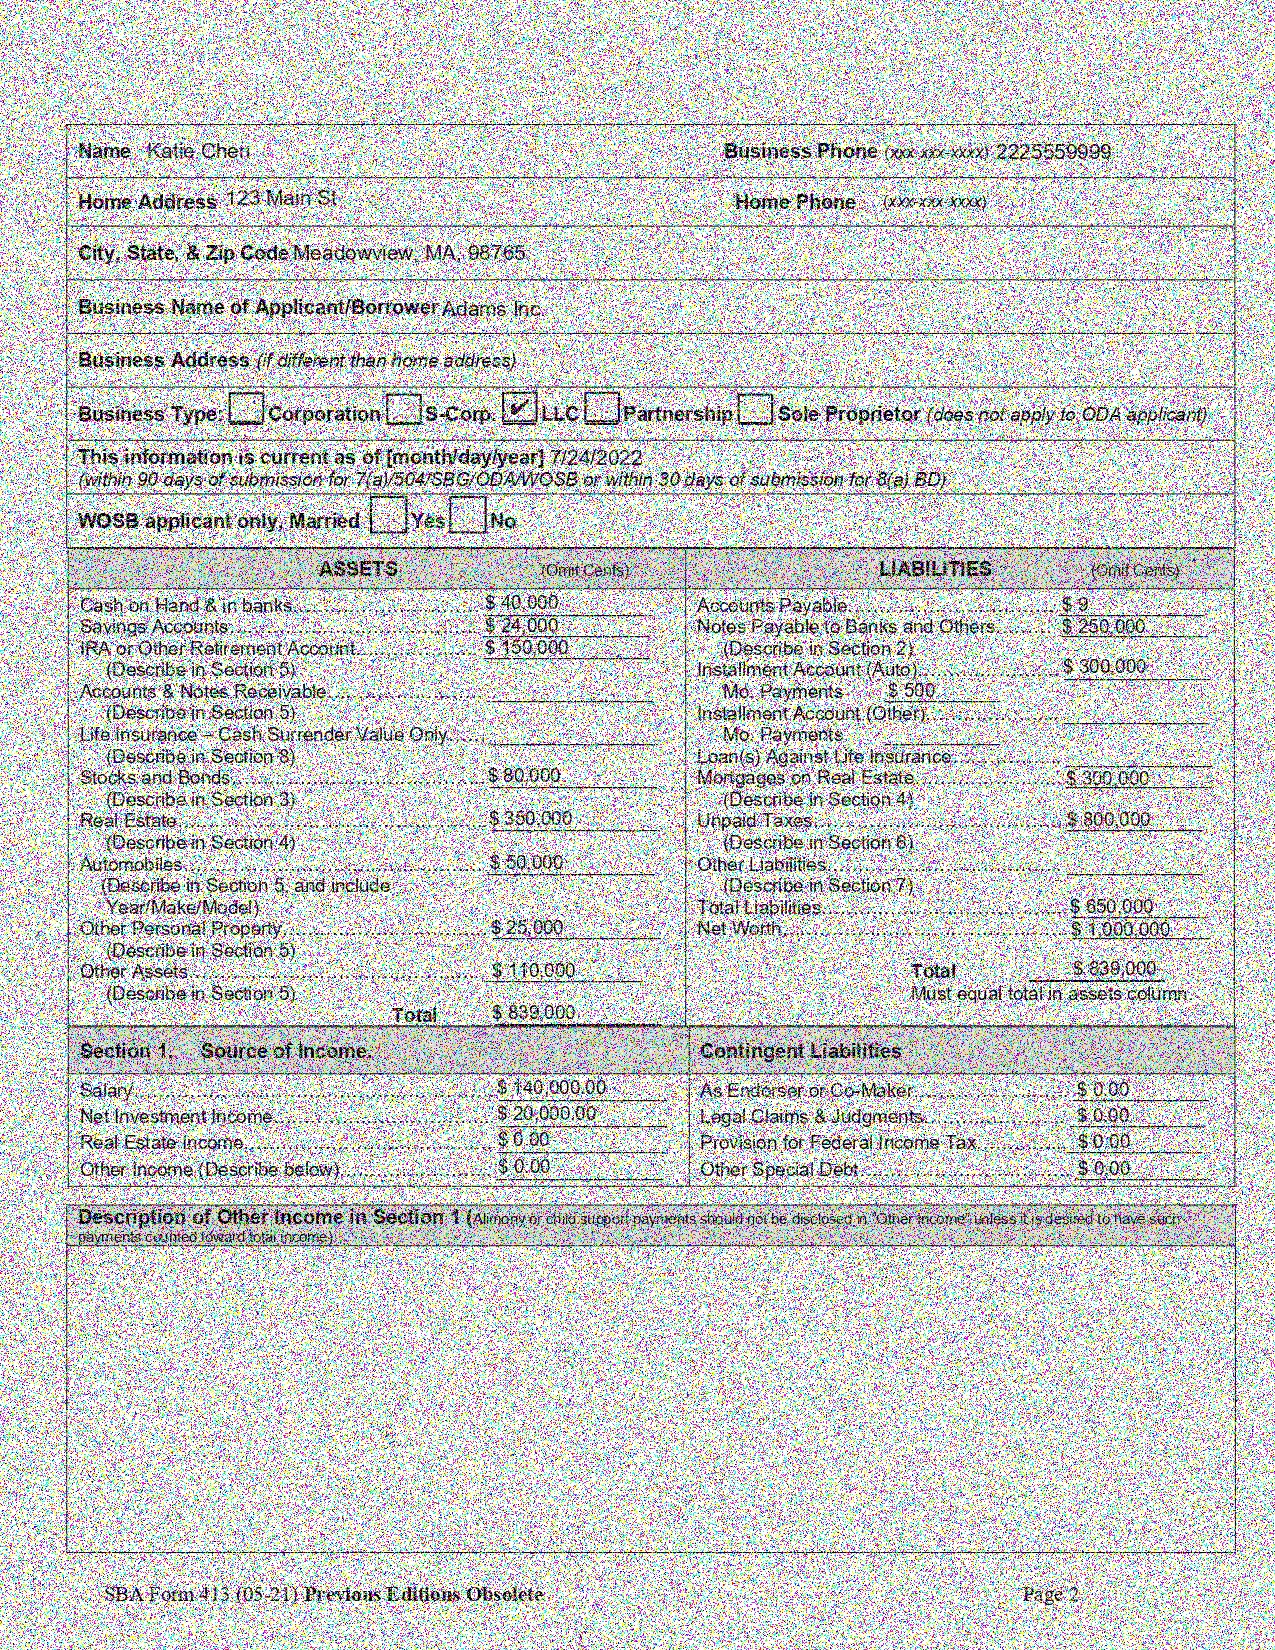 Name Katie Cheri Business Phone (xxx-xxx-xxxx) 2225559999
Home Address 123 Main St Home Phone (xxx-xxx-xxxx)
City, State, & Zip Code Meadowview, MA, 98765
Business Name of Applicant/Borrower Adams Inc.
Business Address (if different than home address)
Business Type: Corporation S-Corp. ✔ LLC Partnership Sole Proprietor (does not apply to ODA applicant)
This information is current as of [month/day/year] 7/24/2022
(within 90 days of submission for 7(a)/504/SBG/ODA/WOSB or within 30 days of submission for 8(a) BD)
WOSB applicant only, Married Yes No
ASSETS (Omit Cents) LIABILITIES (Omit Cents)
Cash on Hand & in banks $ 40,000 Accounts Payable $ 9
Savings Accounts $ 24,000 Notes Payable to Banks and Others $ 250,000
IRA or Other Retirement Account $ 150,000 (Describe in Section 2)
(Describe in Section 5) Installment Account (Auto) $ 300,000
Accounts & Notes Receivable Mo. Payments $ 500
(Describe in Section 5) Installment Account (Other)
Life Insurance – Cash Surrender Value Only Mo. Payments
(Describe in Section 8) Loan(s) Against Life Insurance
Stocks and Bonds $ 80,000 Mortgages on Real Estate $ 300,000
(Describe in Section 3) (Describe in Section 4)
Real Estate $ 350,000 Unpaid Taxes $ 800,000
(Describe in Section 4) (Describe in Section 6)
Automobiles $ 50,000 Other Liabilities
(Describe in Section 5, and include (Describe in Section 7)
Year/Make/Model) Total Liabilities $ 650,000
Other Personal Property $ 25,000 Net Worth $ 1,000,000
(Describe in Section 5)
Other Assets $ 110,000 Total $ 839,000
(Describe in Section 5) Must equal total in assets column.
Total $ 839,000
Section 1. Source of Income. Contingent Liabilities
Salary $ 140,000.00 As Endorser or Co-Maker $ 0.00
Net Investment Income $ 20,000.00 Legal Claims & Judgments $ 0.00
Real Estate Income $ 0.00 Provision for Federal Income Tax $ 0.00
Other Income (Describe below) $ 0.00 Other Special Debt $ 0.00
Description of Other Income in Section 1 (Alimony or child support payments should not be disclosed in "Other Income" unless it is desired to have such
payments counted toward total income)
SBA Form 413 (05-21) Previous Editions Obsolete Page 2